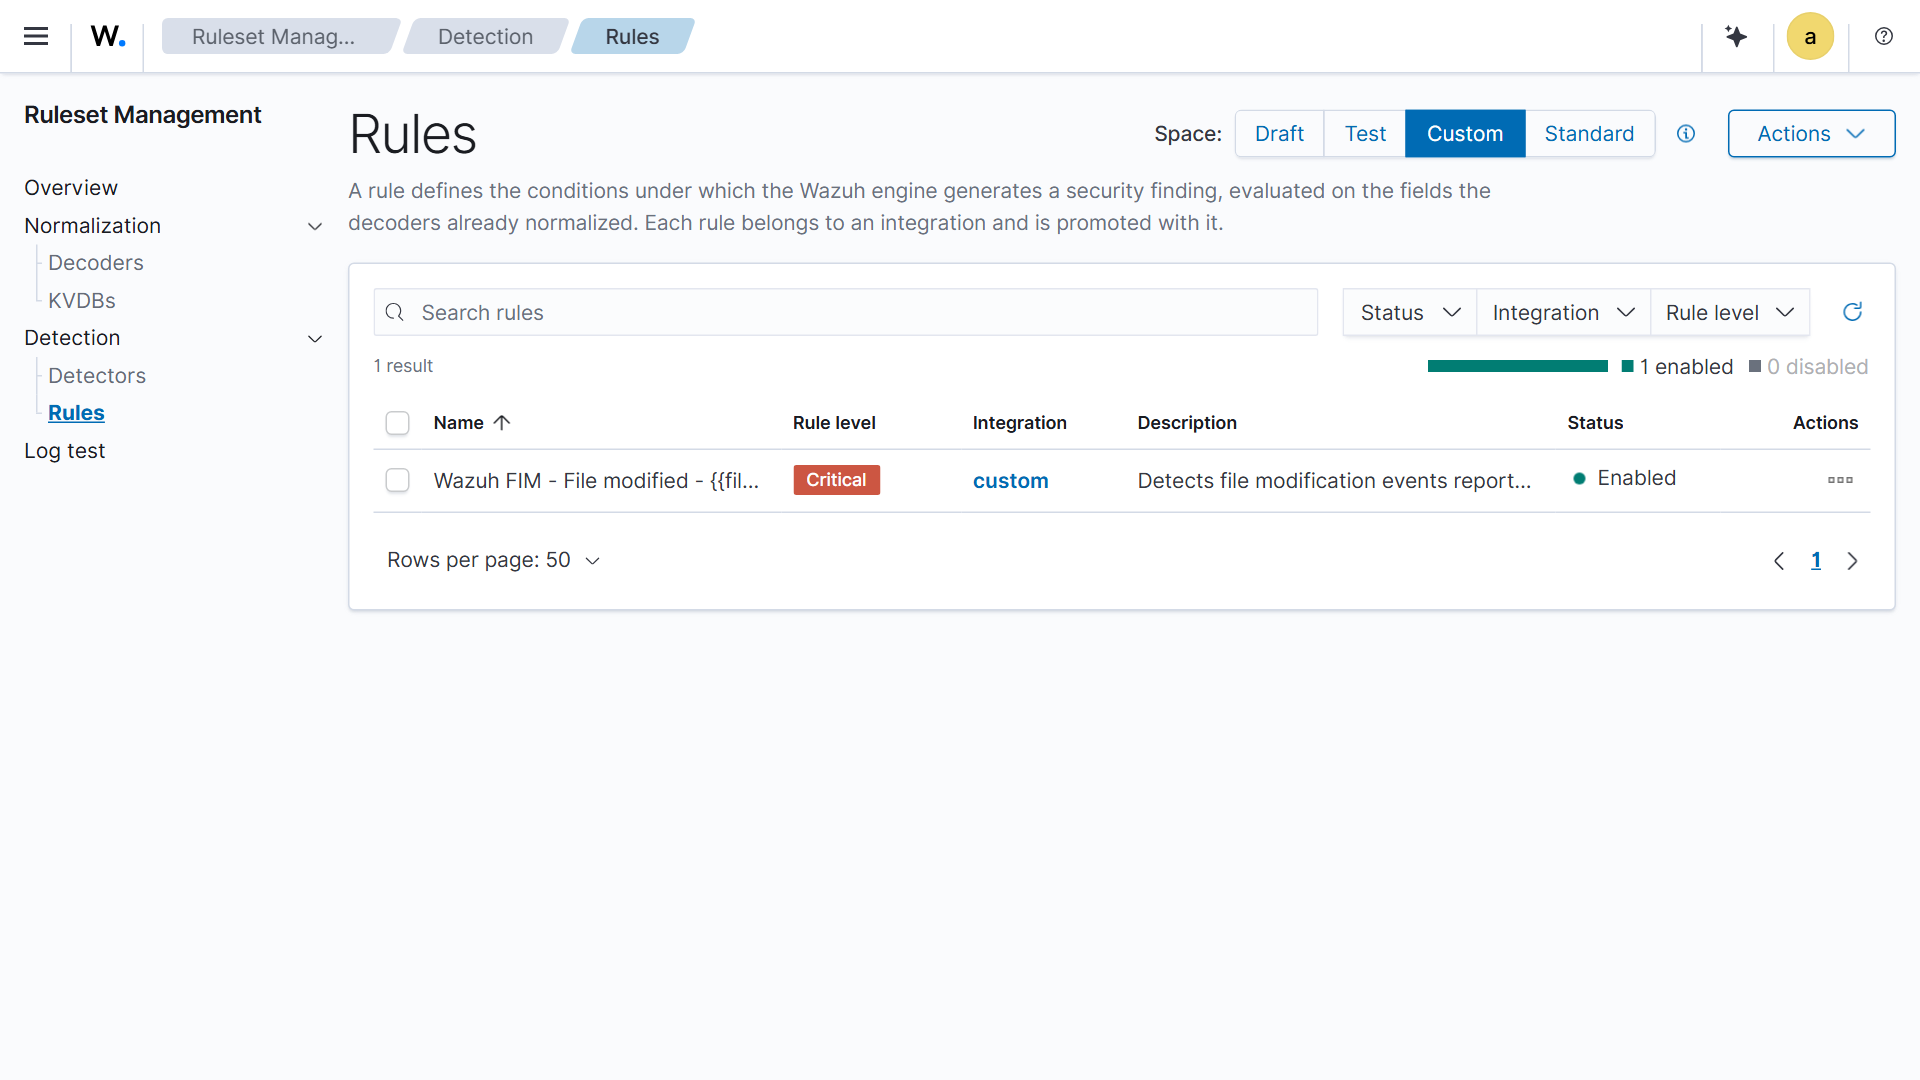 W.
Ruleset Manag...
Detection
Rules
a
Ruleset Management
Overview
Normalization
Decoders
KVDBs
Detection
Detectors
Rules
Log test
Rules
Space:
Draft
Test
Custom
Standard
Actions
A rule defines the conditions under which the Wazuh engine generates a security finding, evaluated on the fields the
decoders already normalized. Each rule belongs to an integration and is promoted with it.
Search rules
Status
Integration
Rule level
1 result
1 enabled
0 disabled
Name
Rule level
Integration
Description
Status
Actions
Wazuh FIM - File modified - {{fil...
Critical
custom
Detects file modification events report...
Enabled
Rows per page: 50
1